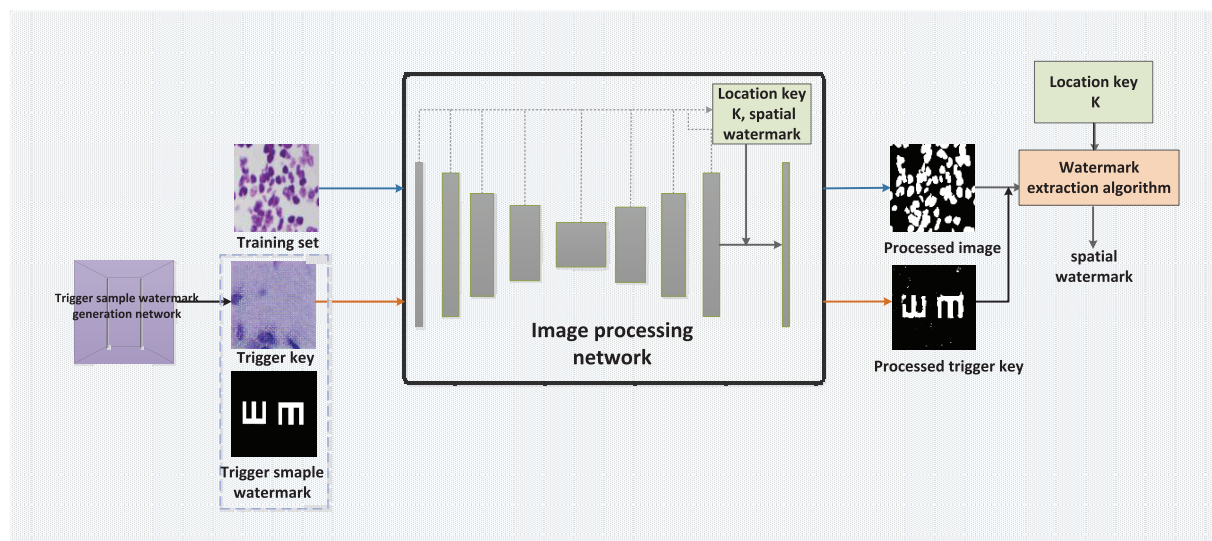 Location key
K, spatial
watermark
Location key
K
Watermark
extraction algorithm
spatial
watermark
Training set
Trigger sample watermark
generation network
Trigger key
Trigger smaple
watermark
Image processing
network
Processed image
Processed trigger key